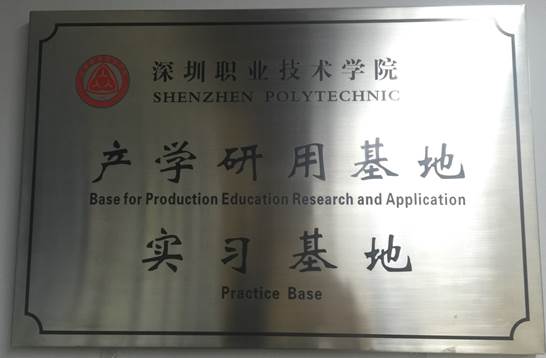 深圳职业技术学院
SHENZHEN POLYTECHNIC
产学研用基地
Base for Production Education Research and Application
实习基地
Practice Base